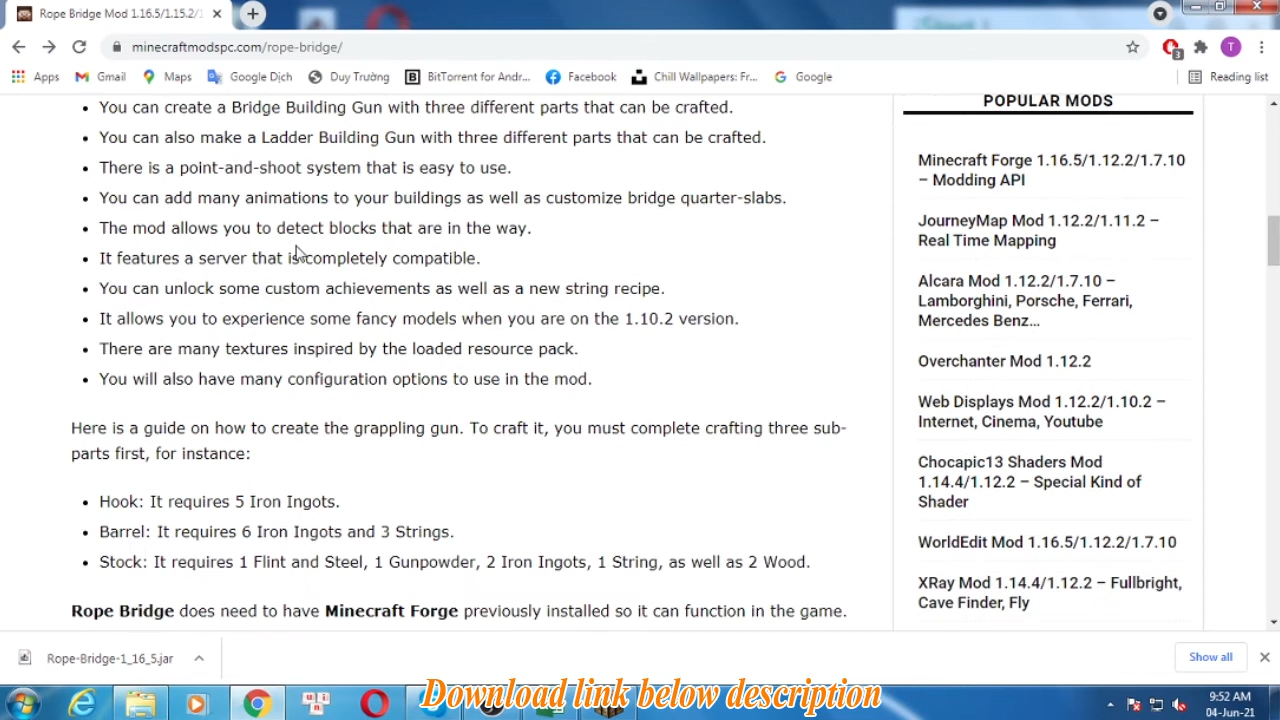 Rope Bridge Mod 1.16.5/1.15.2/1
minecraftmodspc.com/rope-bridge/
3
T
Apps
Gmail
Maps
Google Dịch
Duy Trường
BitTorrent for Andr...
Facebook
Chill Wallpapers: Fr...
Google
Reading list
You can create a Bridge Building Gun with three different parts that can be crafted.
You can also make a Ladder Building Gun with three different parts that can be crafted.
There is a point-and-shoot system that is easy to use.
You can add many animations to your buildings as well as customize bridge quarter-slabs.
The mod allows you to detect blocks that are in the way.
It features a server that is completely compatible.
You can unlock some custom achievements as well as a new string recipe.
It allows you to experience some fancy models when you are on the 1.10.2 version.
There are many textures inspired by the loaded resource pack.
You will also have many configuration options to use in the mod.
Here is a guide on how to create the grappling gun. To craft it, you must complete crafting three sub-
parts first, for instance:
Hook: It requires 5 Iron Ingots.
Barrel: It requires 6 Iron Ingots and 3 Strings.
Stock: It requires 1 Flint and Steel, 1 Gunpowder, 2 Iron Ingots, 1 String, as well as 2 Wood.
Rope Bridge does need to have Minecraft Forge previously installed so it can function in the game.
POPULAR MODS
Minecraft Forge 1.16.5/1.12.2/1.7.10
– Modding API
JourneyMap Mod 1.12.2/1.11.2 –
Real Time Mapping
Alcara Mod 1.12.2/1.7.10 –
Lamborghini, Porsche, Ferrari,
Mercedes Benz…
Overchanter Mod 1.12.2
Web Displays Mod 1.12.2/1.10.2 –
Internet, Cinema, Youtube
Chocapic13 Shaders Mod
1.14.4/1.12.2 – Special Kind of
Shader
WorldEdit Mod 1.16.5/1.12.2/1.7.10
XRay Mod 1.14.4/1.12.2 – Fullbright,
Cave Finder, Fly
Rope-Bridge-1_16_5.jar
Show all
Download link below description
9:52 AM
04-Jun-21